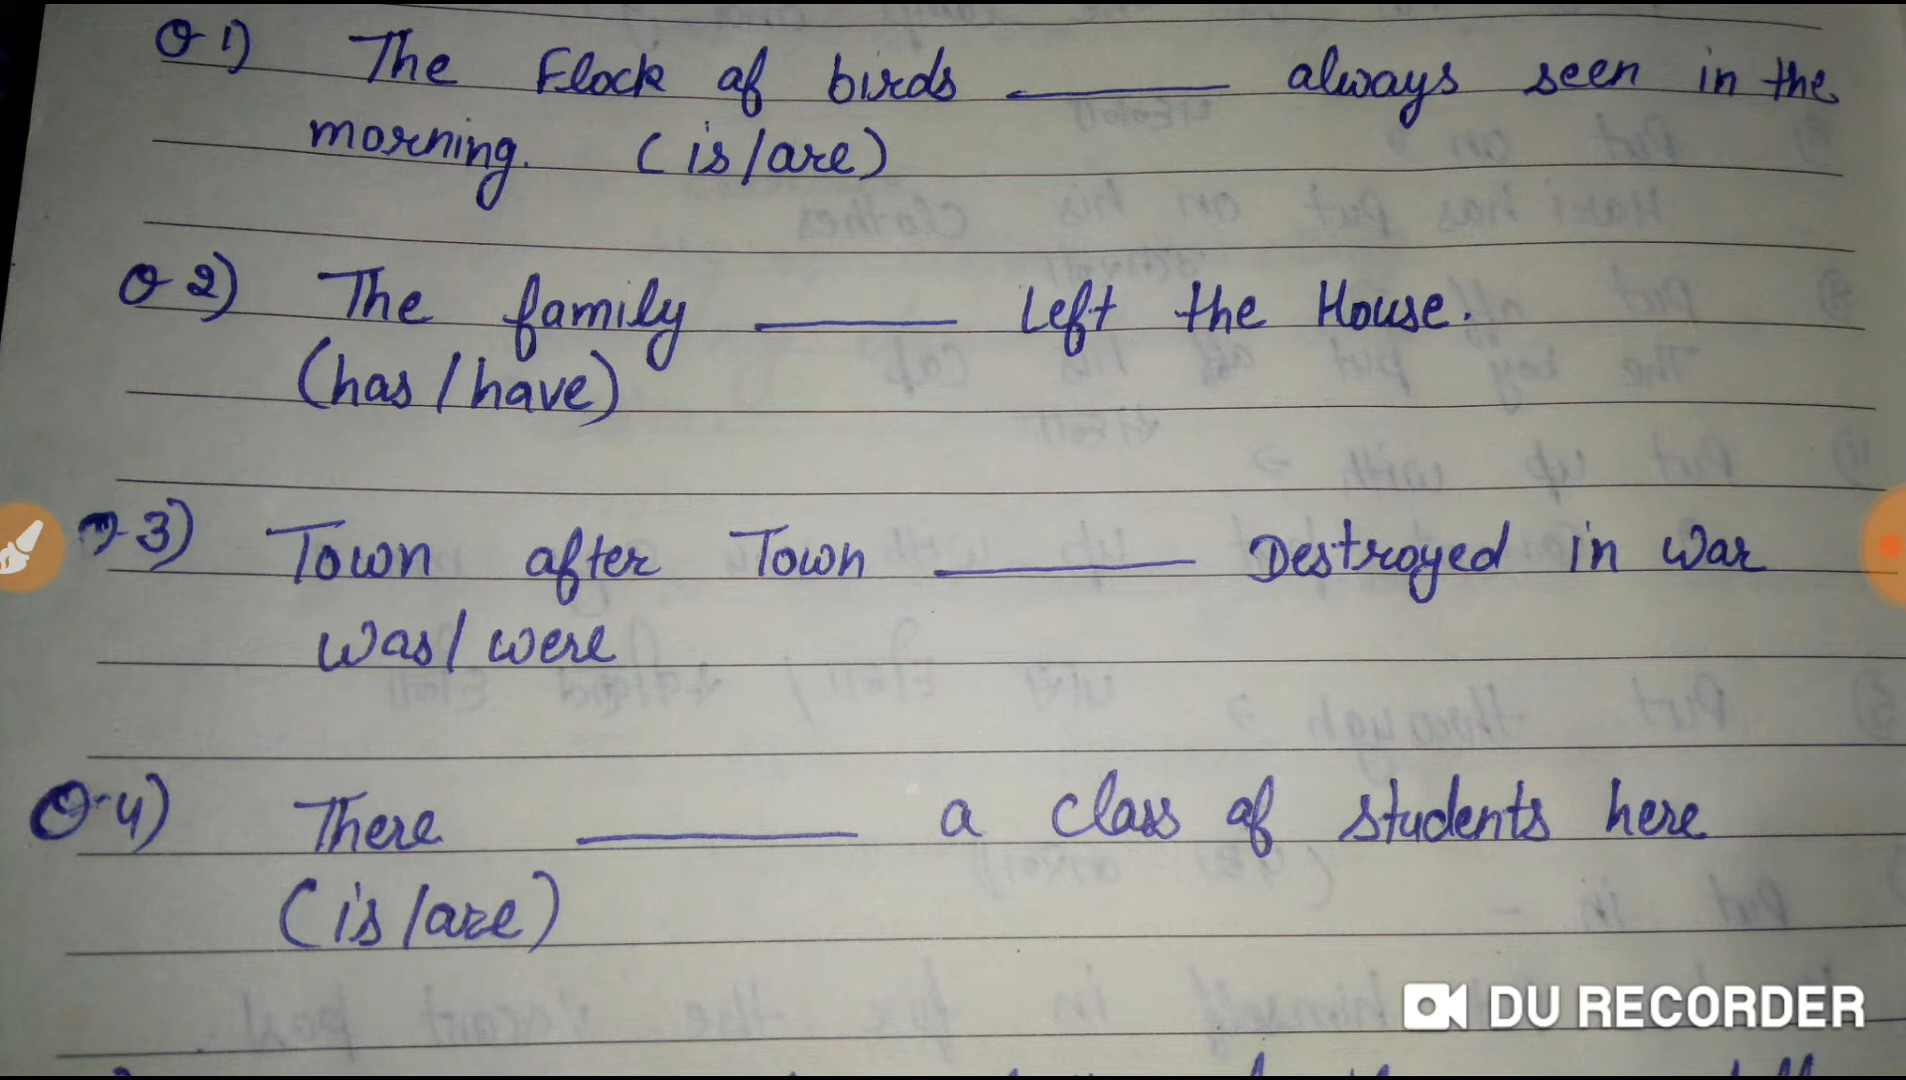 Q 1) The Flock of birds ______ always seen in the
morning. (is/are)
Q 2) The family ______ Left the House.
(has/have)
Q-3) Town after Town ______ Destroyed in war
was/were
Q-4) There ______ a class of students here
(is/are)
DU RECORDER